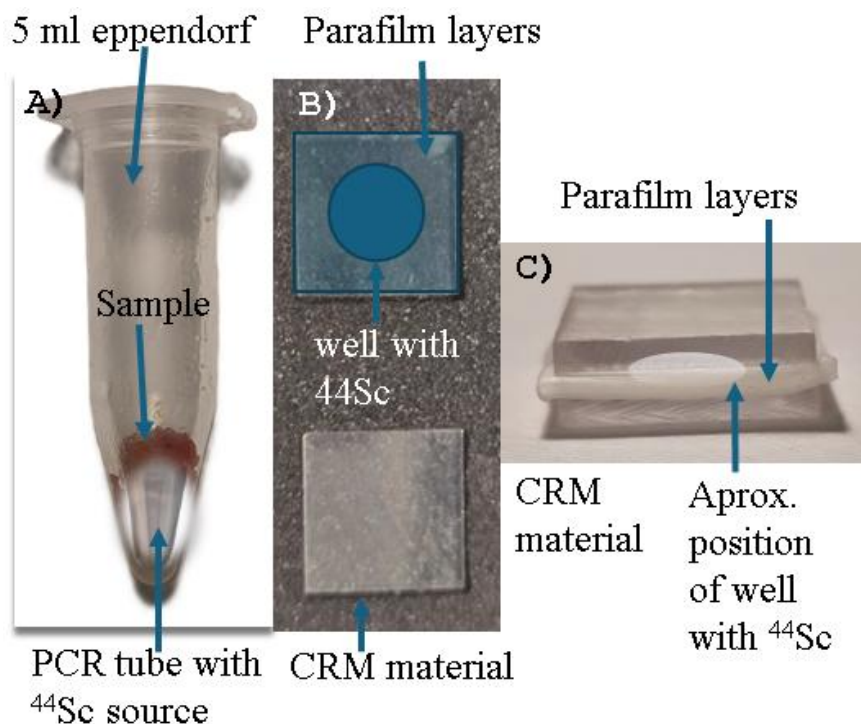 5 ml eppendorf
Parafilm layers
A)
B)
Parafilm layers
C)
Sample
well with
44Sc
CRM
material
Aprox.
position
of well
with ⁴⁴Sc
PCR tube with
⁴⁴Sc source
CRM material